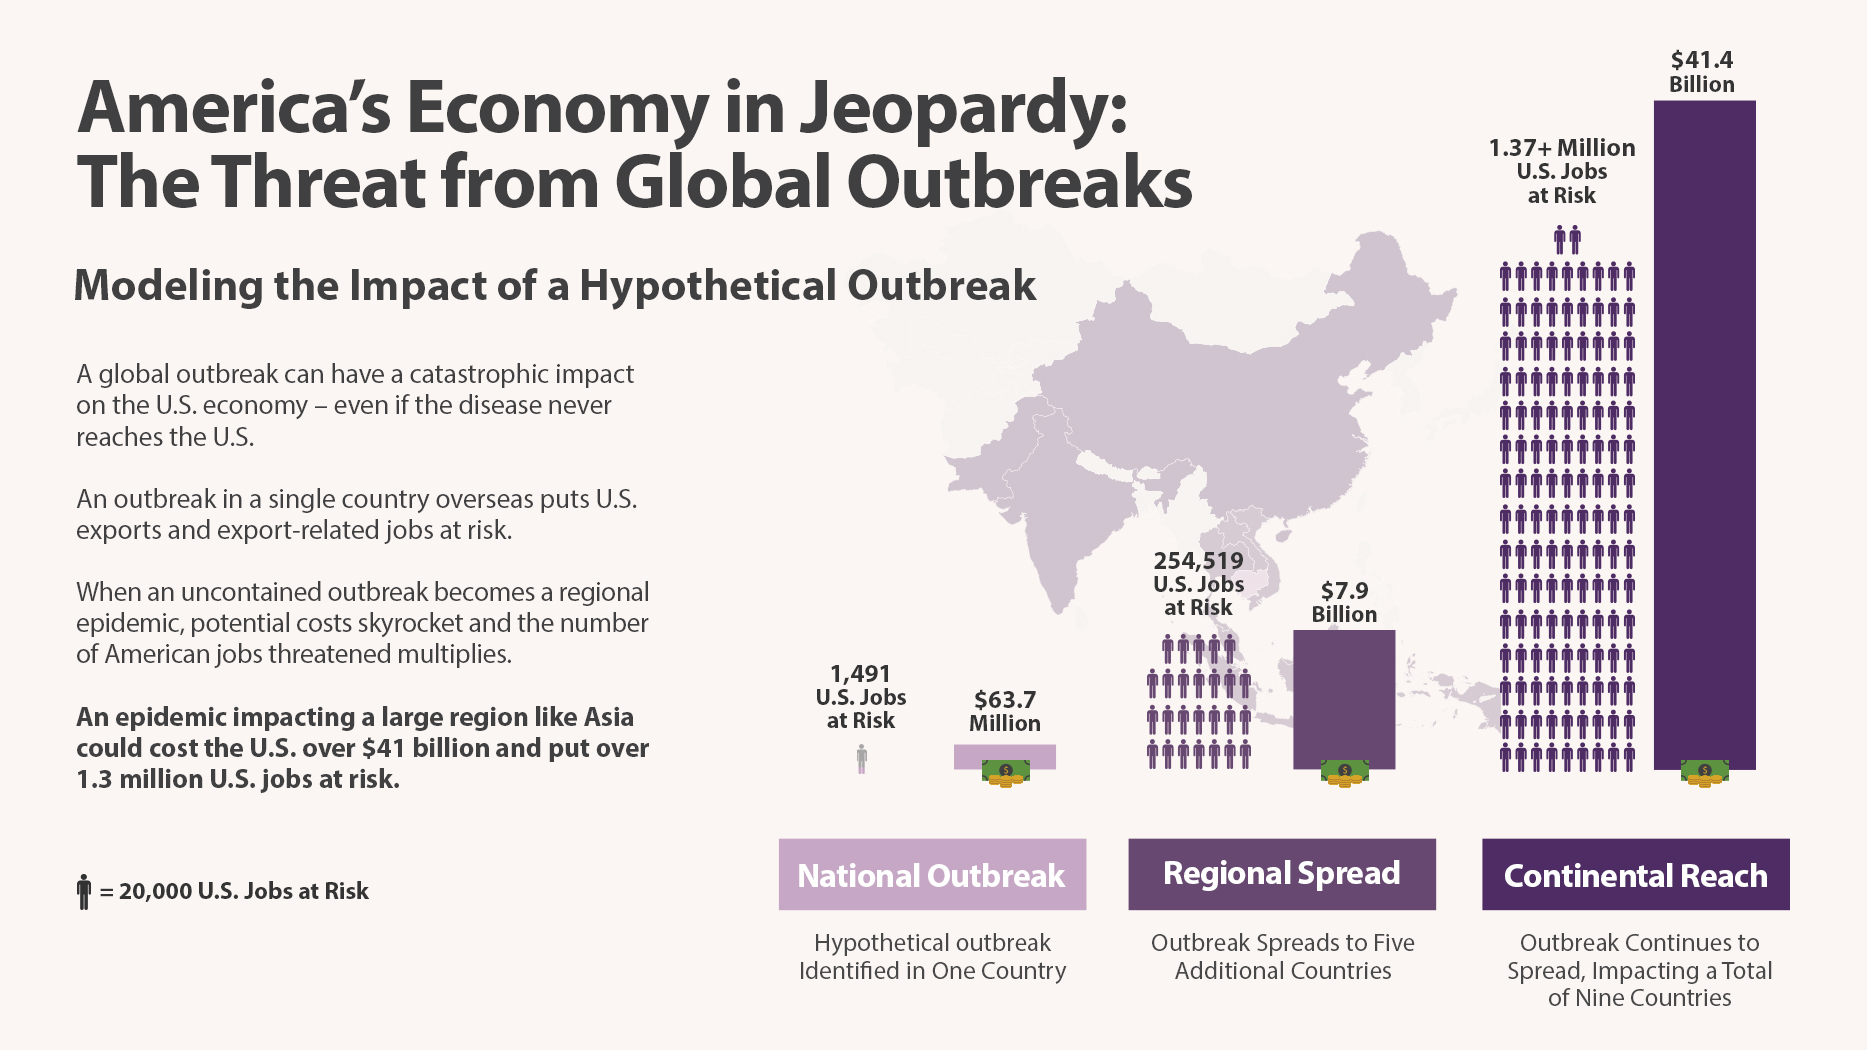 America’s Economy in Jeopardy:
The Threat from Global Outbreaks
Modeling the Impact of a Hypothetical Outbreak
A global outbreak can have a catastrophic impact
on the U.S. economy – even if the disease never
reaches the U.S.
An outbreak in a single country overseas puts U.S.
exports and export-related jobs at risk.
When an uncontained outbreak becomes a regional
epidemic, potential costs skyrocket and the number
of American jobs threatened multiplies.
An epidemic impacting a large region like Asia
could cost the U.S. over $41 billion and put over
1.3 million U.S. jobs at risk.
= 20,000 U.S. Jobs at Risk
1,491
U.S. Jobs
at Risk
$63.7
Million
$
National Outbreak
Hypothetical outbreak
Identified in One Country
254,519
U.S. Jobs
at Risk
$7.9
Billion
$
Regional Spread
Outbreak Spreads to Five
Additional Countries
1.37+ Million
U.S. Jobs
at Risk
$41.4
Billion
$
Continental Reach
Outbreak Continues to
Spread, Impacting a Total
of Nine Countries